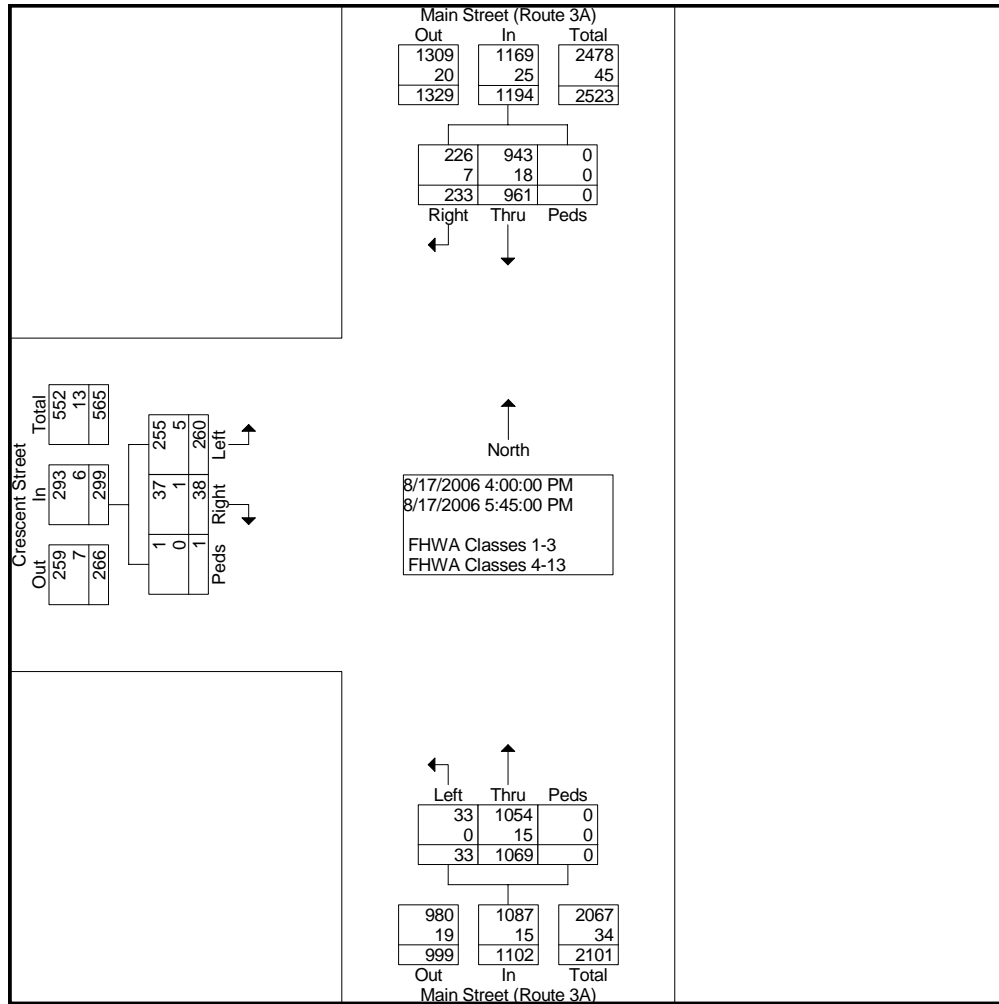 Main Street (Route 3A)
Out In Total
1309 1169 2478
20 25 45
1329 1194 2523
226 943 0
7 18 0
233 961 0
Right Thru Peds
Crescent Street
Total
552
13
565
In
293
6
299
Out
259
7
266
255
5
260
Left
37
1
38
Right
1
0
1
Peds
North
8/17/2006 4:00:00 PM
8/17/2006 5:45:00 PM
FHWA Classes 1-3
FHWA Classes 4-13
Left Thru Peds
33 1054 0
0 15 0
33 1069 0
980 1087 2067
19 15 34
999 1102 2101
Out In Total
Main Street (Route 3A)